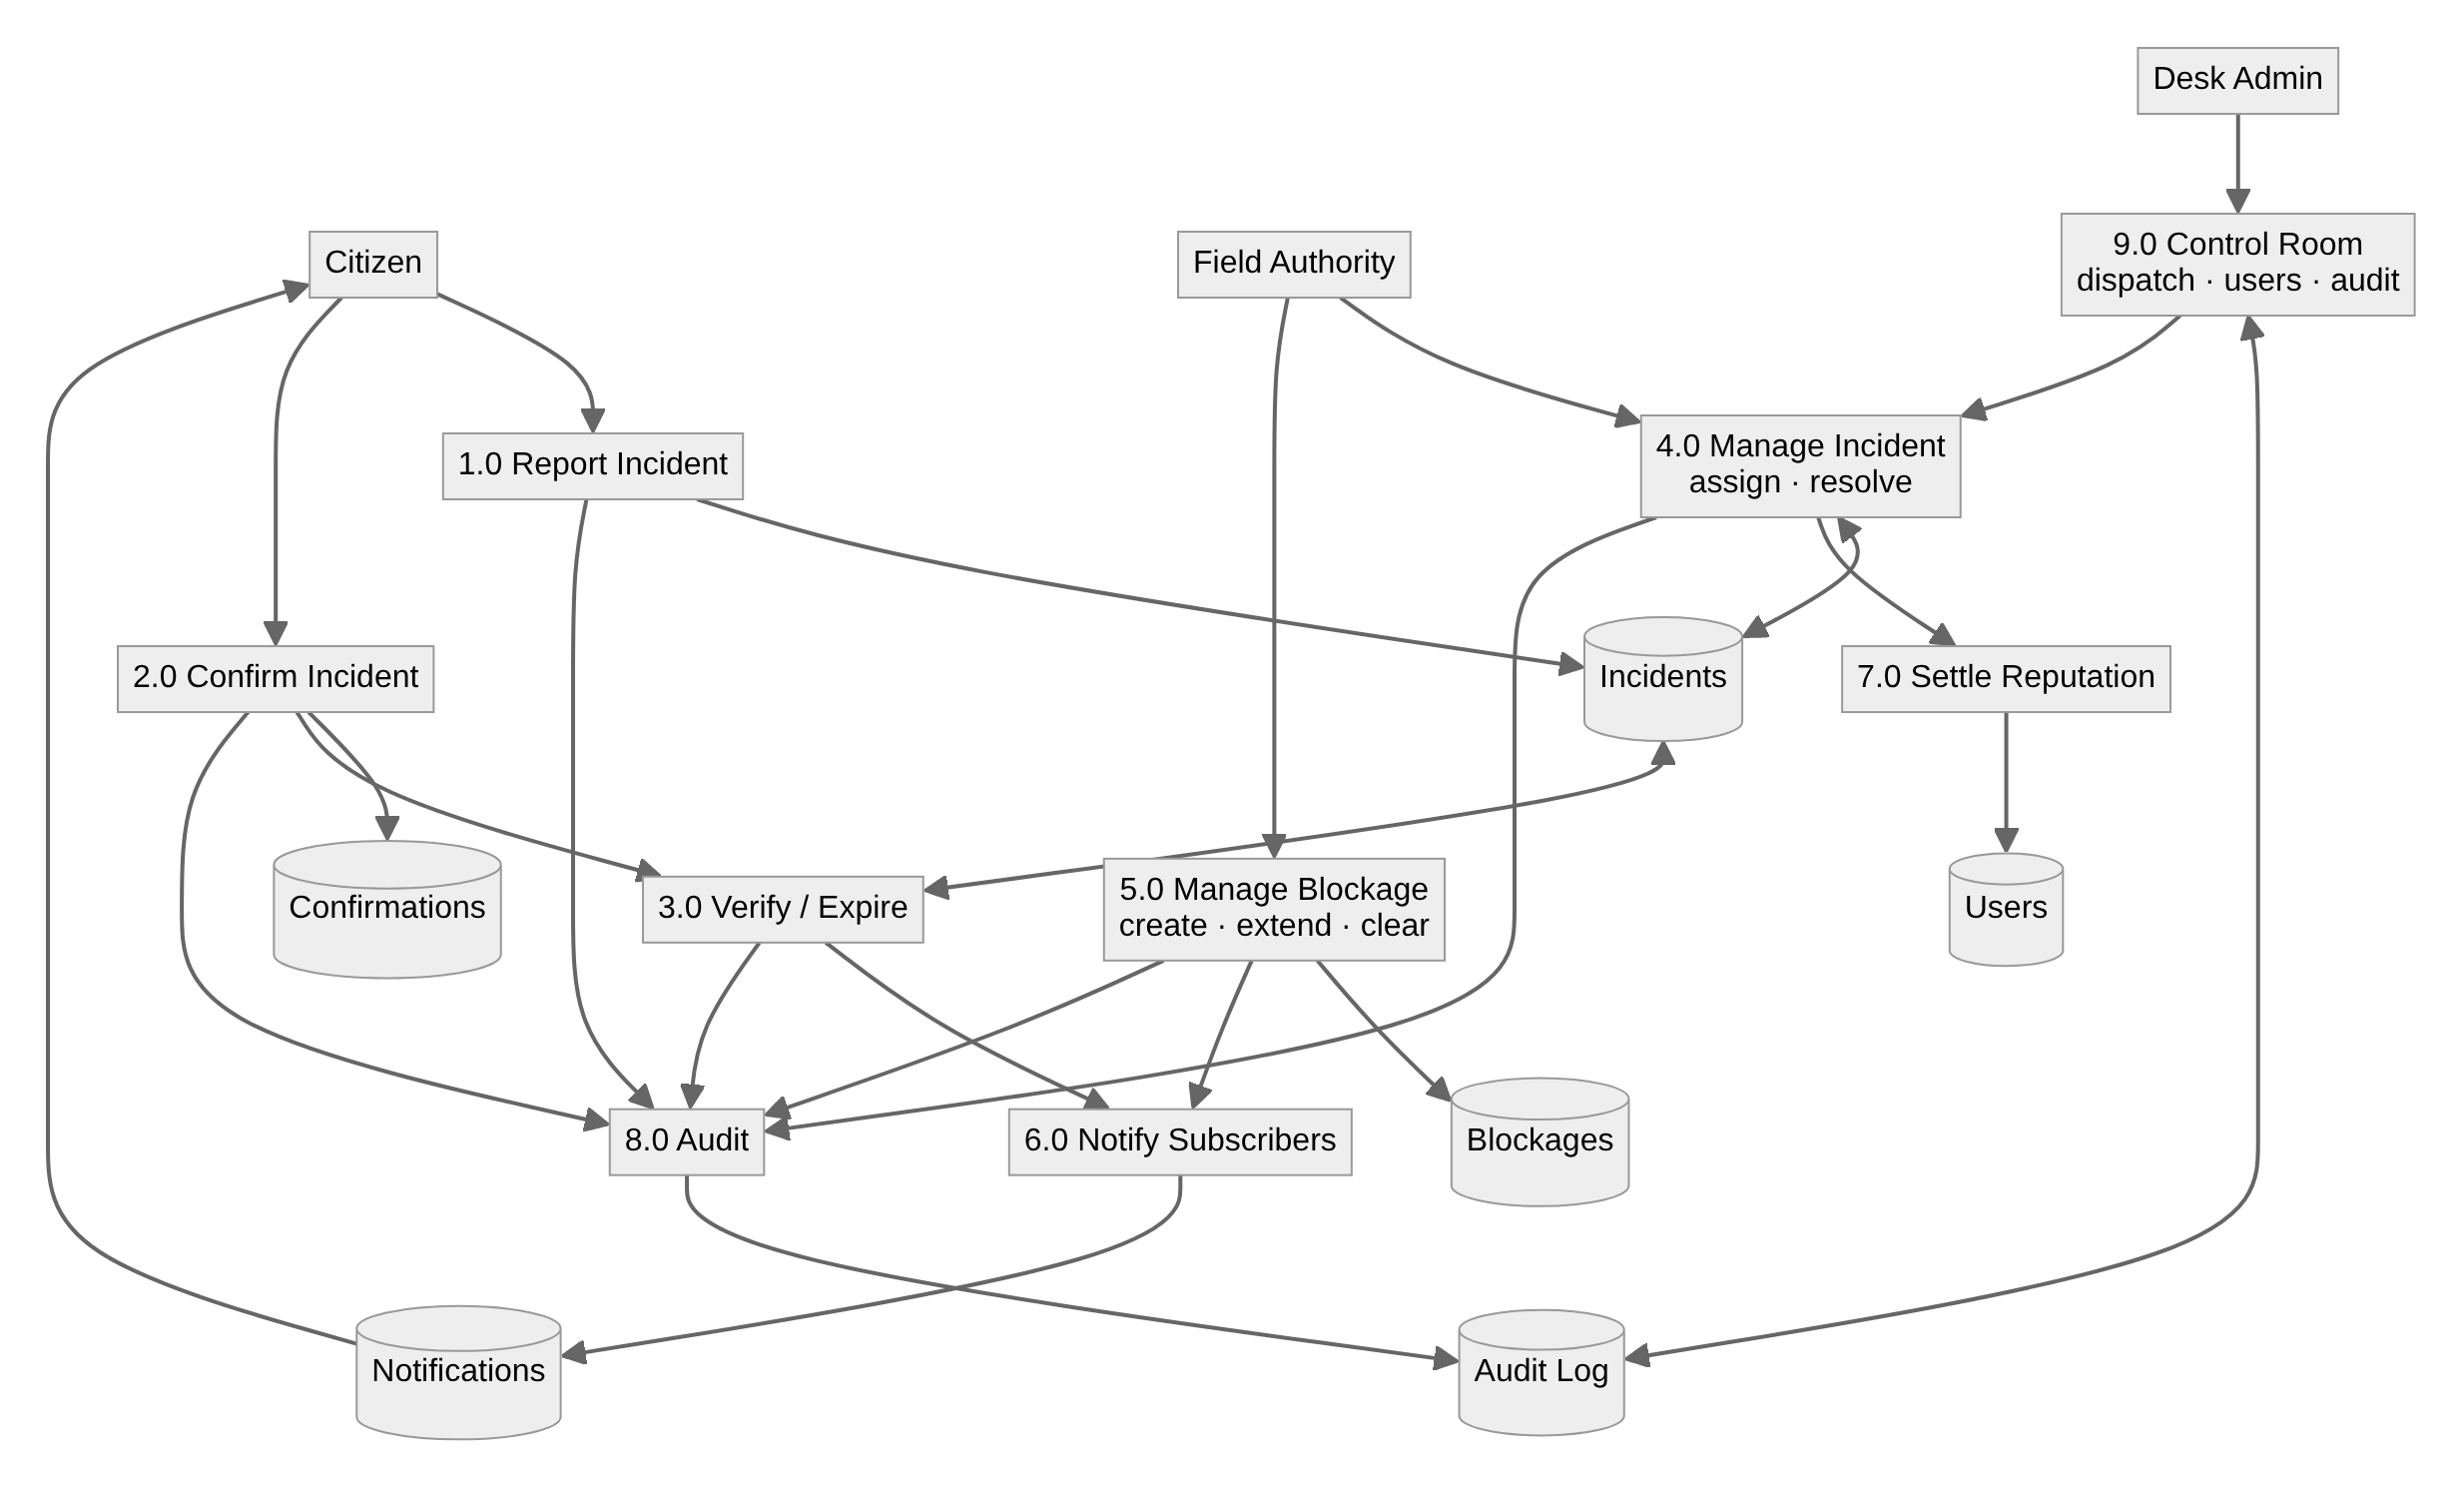 Desk Admin
Citizen
Field Authority
9.0 Control Room
dispatch · users · audit
1.0 Report Incident
4.0 Manage Incident
assign · resolve
2.0 Confirm Incident
Incidents
7.0 Settle Reputation
Confirmations
3.0 Verify / Expire
5.0 Manage Blockage
create · extend · clear
Users
8.0 Audit
6.0 Notify Subscribers
Blockages
Notifications
Audit Log